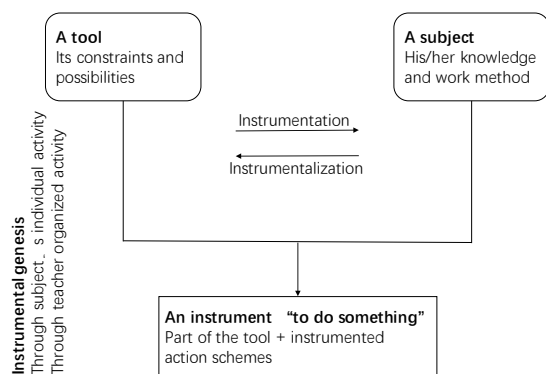 A tool
Its constraints and
possibilities
A subject
His/her knowledge
and work method
Instrumentation
Instrumentalization
Instrumental genesis
Through subject, s individual activity
Through teacher organized activity
An instrument “to do something”
Part of the tool + instrumented
action schemes